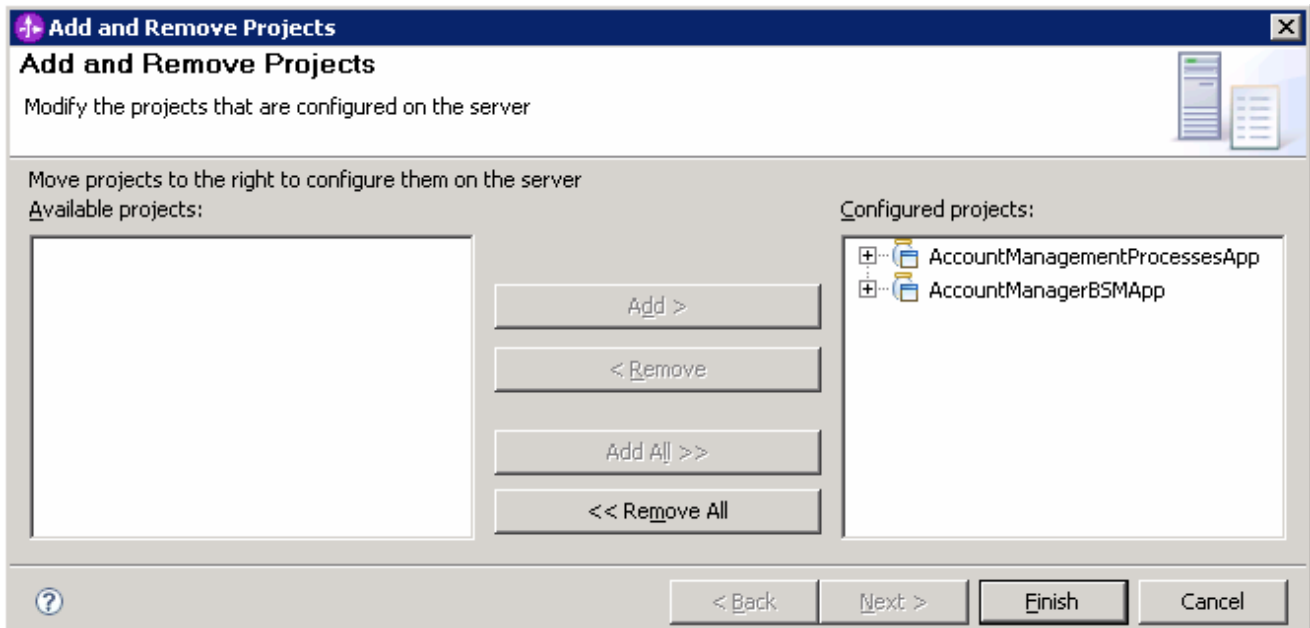 Add and Remove Projects
Add and Remove Projects
Modify the projects that are configured on the server
Move projects to the right to configure them on the server
Available projects:
Configured projects:
AccountManagementProcessesApp
AccountManagerBSMApp
Add >
< Remove
Add All >>
<< Remove All
?
< Back
Next >
Finish
Cancel